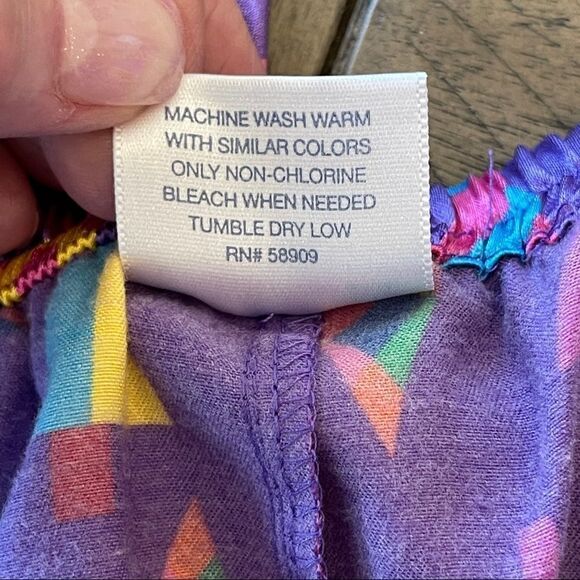 MACHINE WASH WARM
WITH SIMILAR COLORS
ONLY NON-CHLORINE
BLEACH WHEN NEEDED
TUMBLE DRY LOW
RN# 58909